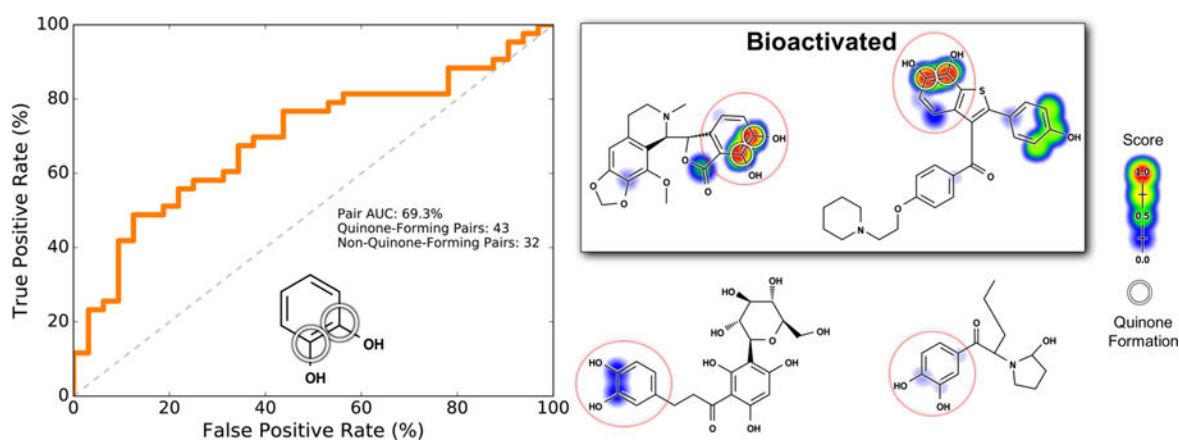 100
80
60
40
20
0
True Positive Rate (%)
0
20
40
60
80
100
False Positive Rate (%)
Pair AUC: 69.3%
Quinone-Forming Pairs: 43
Non-Quinone-Forming Pairs: 32
OH
OH
Bioactivated
N
O
O
O
O
O
OH
OH
HO
OH
S
OH
O
O
N
Score
1.0
0.5
0.0
Quinone
Formation
OH
HO
OH
HO
O
OH
HO
HO
HO
OH
O
OH
O
HO
OH
N
OH